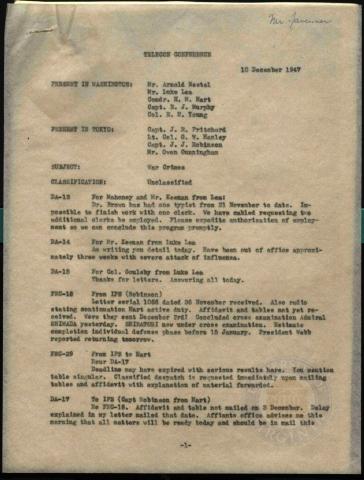 Mr.
TELECON CONFERENCE
10 December 1947
PRESENT IN WASHINGTON: Mr. Arnold
Mr. Luke Lea
Comdr. H. W. Hart
Capt. R. J. Murphy
Col. R. E. Young
PRESENT IN TOKYO: Capt. J. R. Pritchard
Lt. Col. G. W. Hanley
Capt. J. J. Robinson
Mr. Owen Cunningham
SUBJECT: War Crimes
CLASSIFICATION: Unclassified
DA-13 For Mahoney and Mr. Keenan from Lea:
Dr. Brown has had one typist from 21 November to date. Im-
possible to finish work with one clerk. We have cabled requesting two
additional clerks be employed. Please expedite authorization of employ-
ment so we can conclude this program promptly.
DA-14 For Mr. Keenan from Luke Lea
Am writing you detail today. Have been out of office approxi-
mately three weeks with severe attack of influenza.
DA-15 For Col. from Luke Lea
Thanks for letters. Answering all today.
FEC-18 From IPS (Robinson)
Letter serial 1066 dated 26 November received. Also radio
stating continuation Hart active duty. Affidavit and tables not yet re-
ceived. Were they sent December 3rd? Concluded cross examination Admiral
SHIMADA yesterday. SHIRATORI now under cross examination. Estimate
completion individual defense phase before 15 January. President Webb
reported returning tomorrow.
FEC-29 From IPS to Hart
Reur DA-17
Deadline may have expired with serious results here. You mention
table singular. Classified despatch is requested immediately upon mailing
tables and affidavit with explanation of material forwarded.
DA-17 To IPS (Capt Robinson from Hart)
Re FEC-18. Affidavit and table not mailed on 3 December. Delay
explained in my letter mailed that date. Affiants office advises me this
morning that all matters will be ready today and should be in mail this
-1-